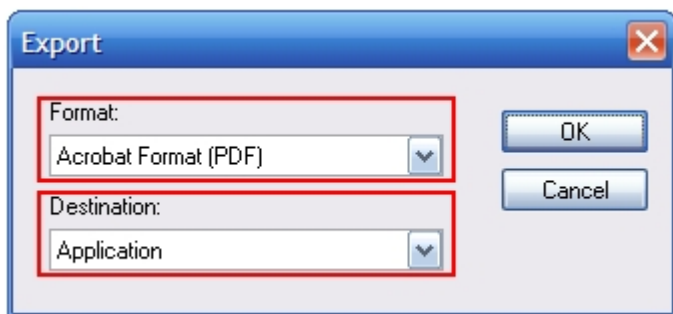 Export
Format:
Acrobat Format (PDF)
OK
Cancel
Destination:
Application